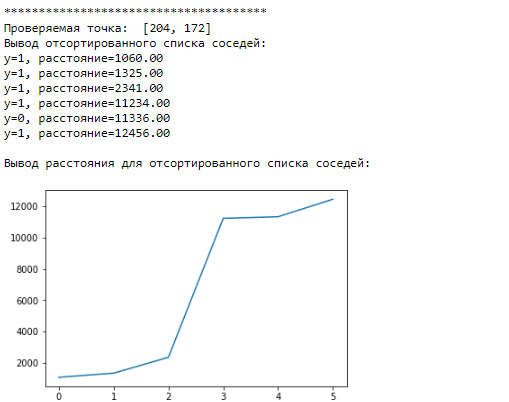 **************************************
Проверяемая точка:  [204, 172]
Вывод отсортированного списка соседей:
y=1, расстояние=1060.00
y=1, расстояние=1325.00
y=1, расстояние=2341.00
y=1, расстояние=11234.00
y=0, расстояние=11336.00
y=1, расстояние=12456.00
Вывод расстояния для отсортированного списка соседей:
12000
10000
8000
6000
4000
2000
0 1 2 3 4 5